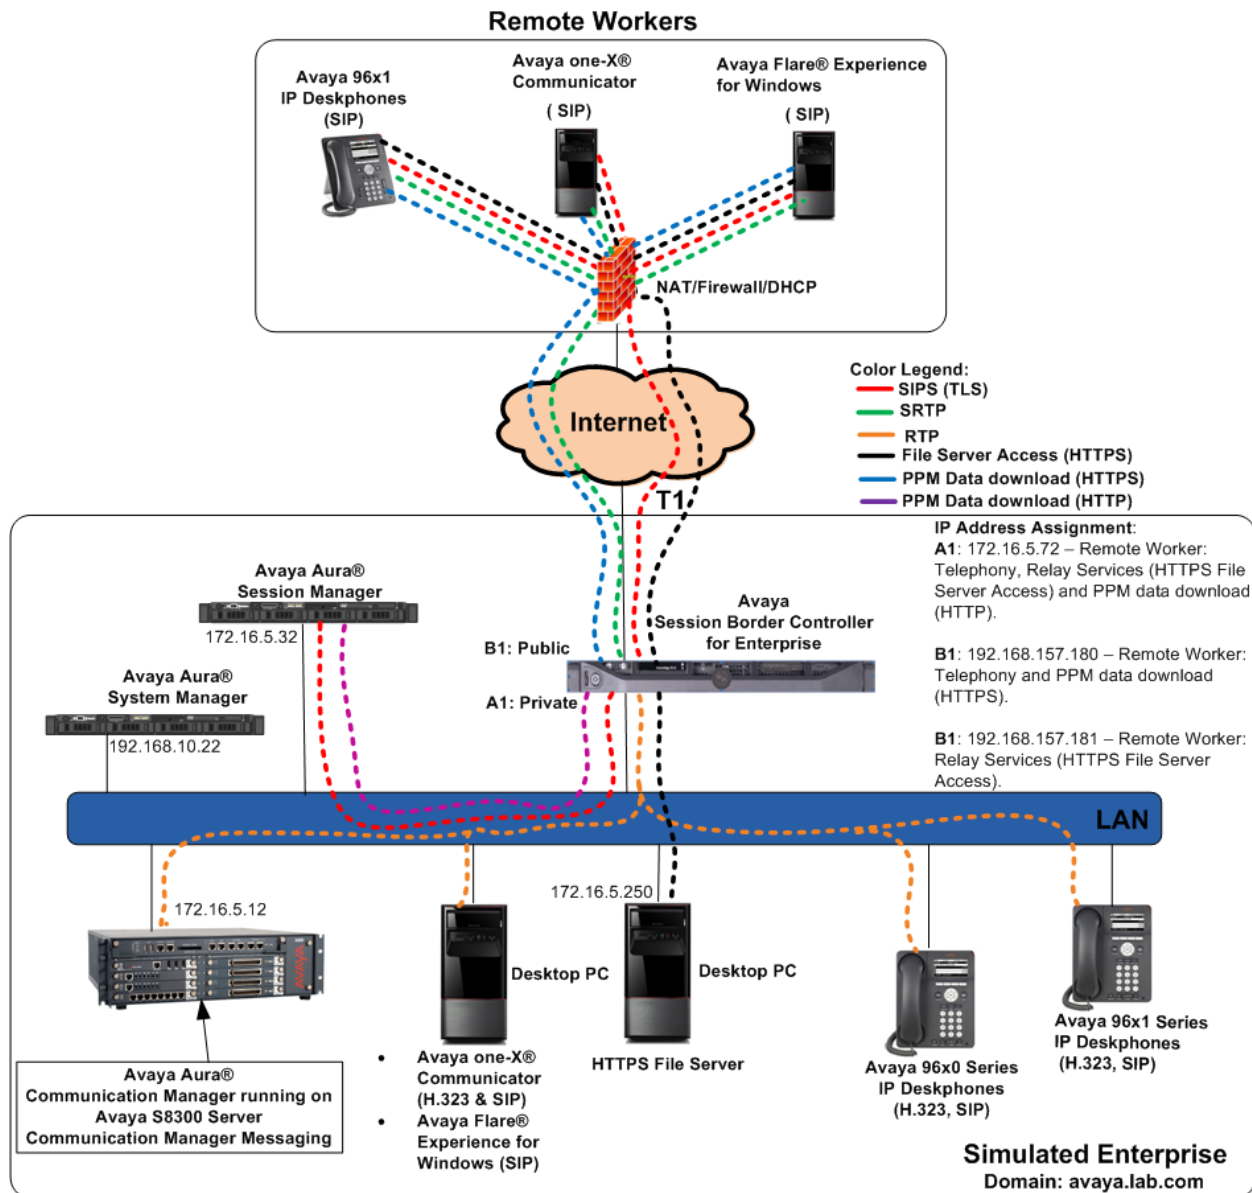 Remote Workers
Avaya 96x1
IP Deskphones
(SIP)
Avaya one-X®
Communicator
( SIP)
Avaya Flare® Experience
for Windows
( SIP)
NAT/Firewall/DHCP
Internet
T1
Color Legend:
SIPS (TLS)
SRTP
RTP
File Server Access (HTTPS)
PPM Data download (HTTPS)
PPM Data download (HTTP)
IP Address Assignment:
A1: 172.16.5.72 – Remote Worker:
Telephony, Relay Services (HTTPS File
Server Access) and PPM data download
(HTTP).
B1: 192.168.157.180 – Remote Worker:
Telephony and PPM data download
(HTTPS).
B1: 192.168.157.181 – Remote Worker:
Relay Services (HTTPS File Server
Access).
Avaya Aura®
Session Manager
172.16.5.32
Avaya Aura®
System Manager
192.168.10.22
Avaya
Session Border Controller
for Enterprise
B1: Public
A1: Private
LAN
172.16.5.12
AVAYA
Avaya Aura®
Communication Manager running on
Avaya S8300 Server
Communication Manager Messaging
Desktop PC
• Avaya one-X®
Communicator
(H.323 & SIP)
• Avaya Flare®
Experience for
Windows (SIP)
172.16.5.250
Desktop PC
HTTPS File Server
Avaya 96x0 Series
IP Deskphones
(H.323, SIP)
Avaya 96x1 Series
IP Deskphones
(H.323, SIP)
Simulated Enterprise
Domain: avaya.lab.com